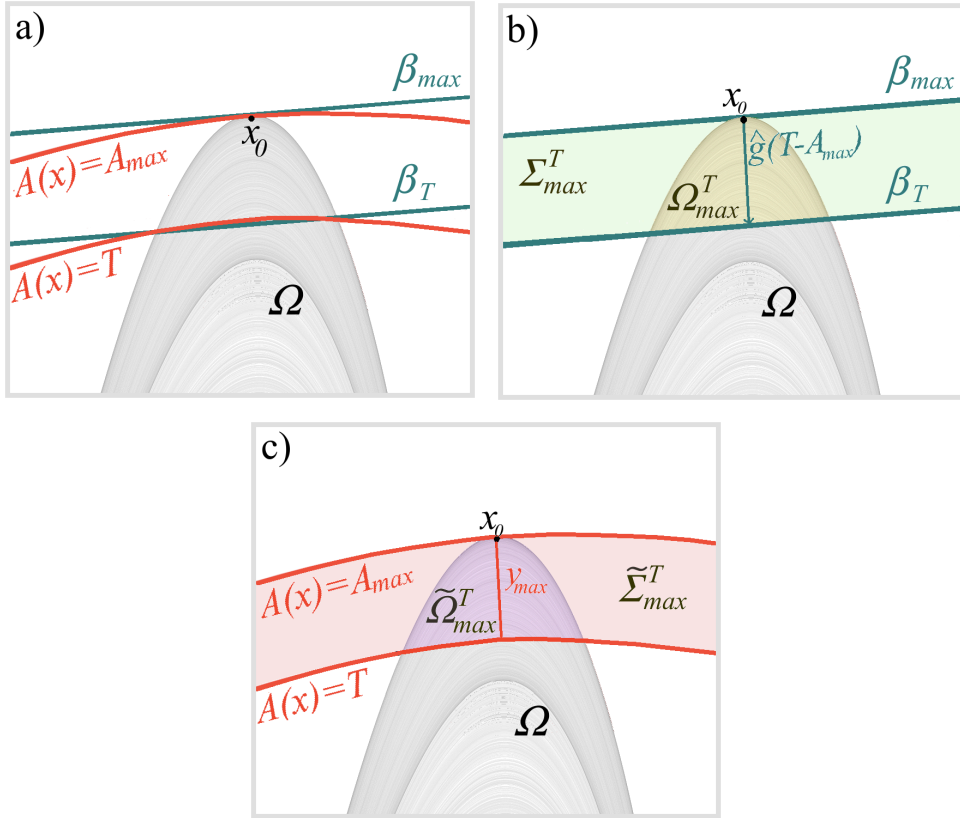 a)
β_max
x_0
A(x)=A_max
β_T
A(x)=T
Ω
b)
β_max
x_0
ĝ(T-A_max)
Σ^T_max
Ω^T_max
β_T
Ω
c)
x_0
A(x)=A_max
y_max
Ω̃^T_max
Σ̃^T_max
A(x)=T
Ω